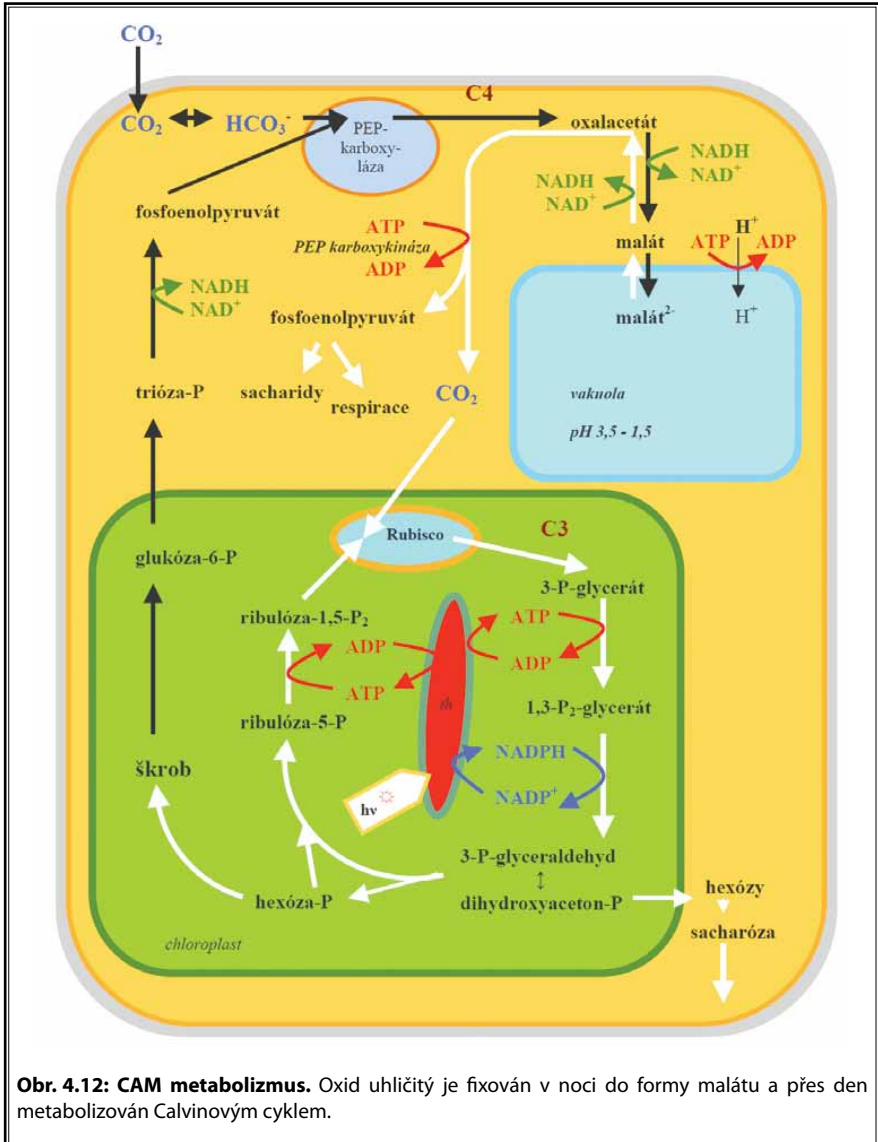 CO2
CO2
HCO3-
PEP-
karboxy-
láza
C4
oxalacetát
NADH
NAD+
NADH
NAD+
fosfoenolpyruvát
ATP
PEP karboxykináza
ADP
malát
ATP
H+
ADP
NADH
NAD+
fosfoenolpyruvát
malát2-
H+
trióza-P
sacharidy
respirace
CO2
vakuola
pH 3,5 - 1,5
Rubisco
C3
glukóza-6-P
3-P-glycerát
ribulóza-1,5-P2
ATP
ADP
ADP
ATP
th
ribulóza-5-P
1,3-P2-glycerát
škrob
NADPH
NADP+
hν
3-P-glyceraldehyd
↕
dihydroxyaceton-P
hexóza-P
hexózy
sacharóza
chloroplast
Obr. 4.12: CAM metabolizmus. Oxid uhličitý je fixován v noci do formy malátu a přes den
metabolizován Calvinovým cyklem.